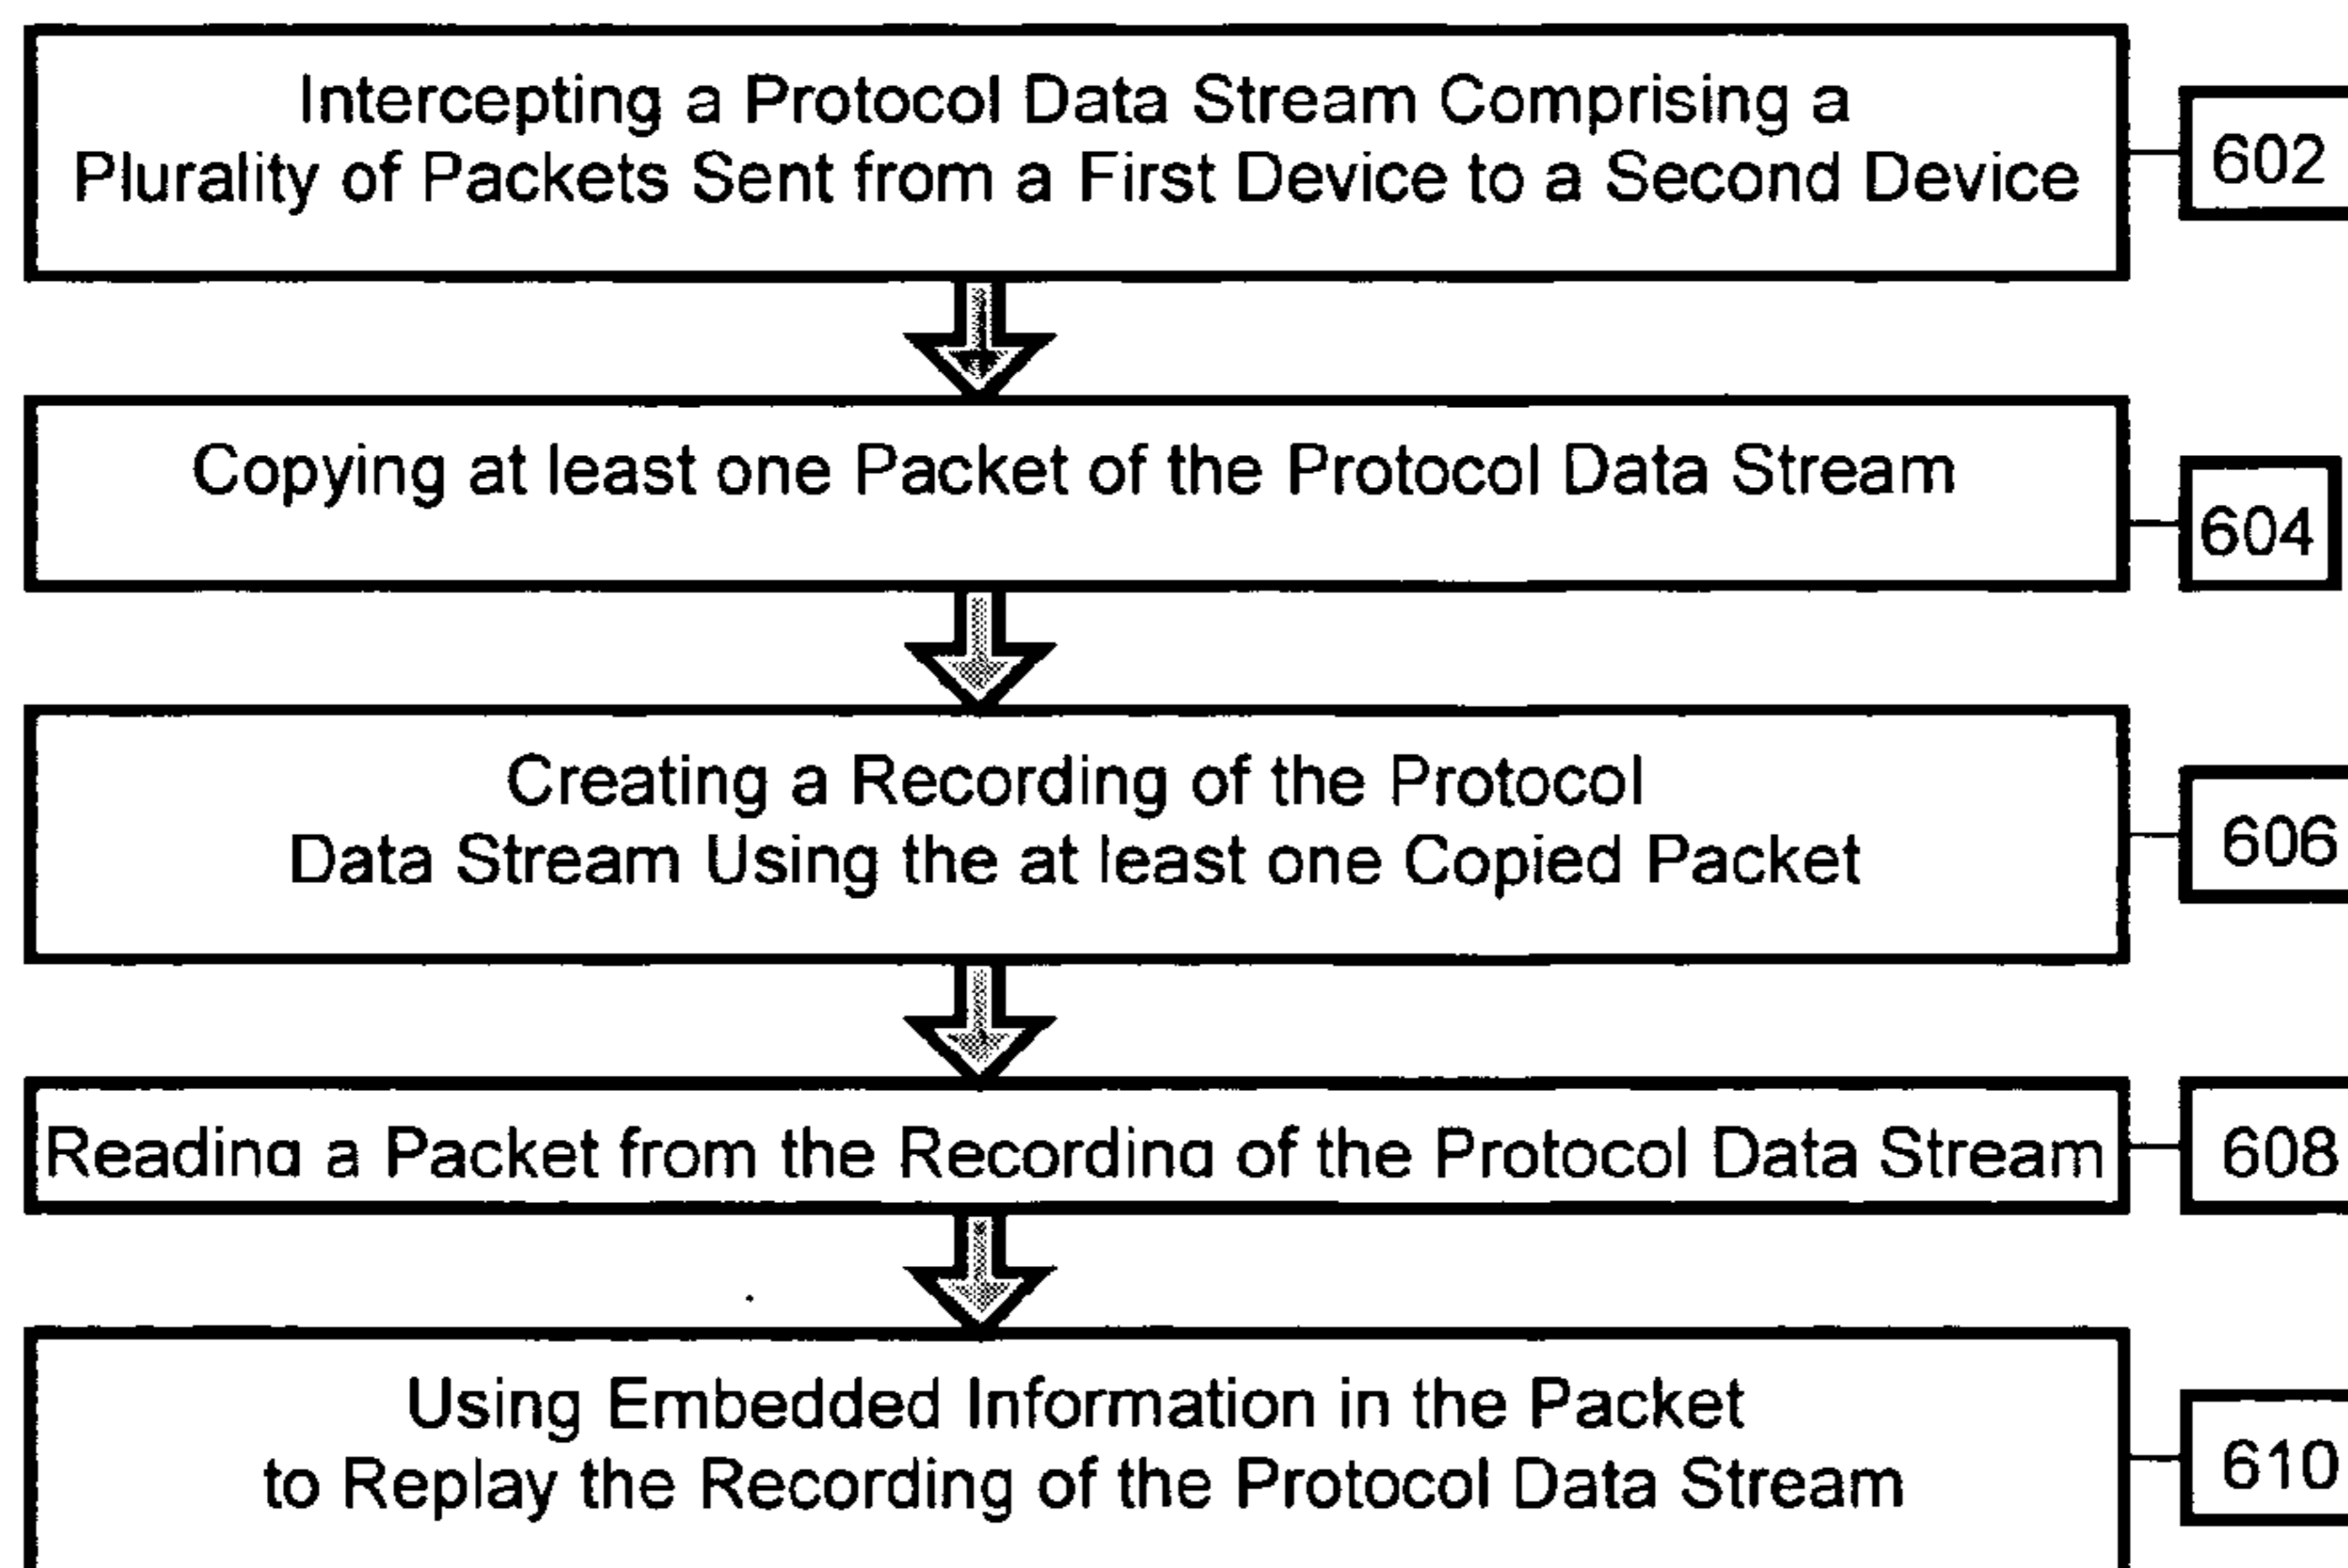 Intercepting a Protocol Data Stream Comprising a
Plurality of Packets Sent from a First Device to a Second Device
602
Copying at least one Packet of the Protocol Data Stream
604
Creating a Recording of the Protocol
Data Stream Using the at least one Copied Packet
606
Reading a Packet from the Recording of the Protocol Data Stream
608
Using Embedded Information in the Packet
to Replay the Recording of the Protocol Data Stream
610